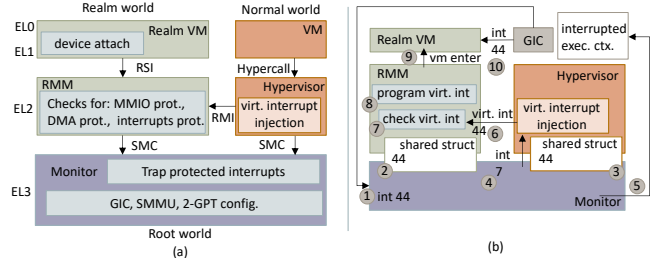 Realm world
Normal world
EL0
EL1
Realm VM
device attach
VM
RSI
Hypercall
EL2
RMM
Checks for: MMIO prot.,
DMA prot., interrupts prot.
RMI
Hypervisor
virt. interrupt
injection
SMC
SMC
EL3
Monitor
Trap protected interrupts
GIC, SMMU, 2-GPT config.
Root world
(a)
Realm VM
int
44
GIC
interrupted
exec. ctx.
9
vm enter
10
RMM
Hypervisor
8
program virt. int
7
check virt. int
virt. int
44
6
virt. interrupt
injection
shared struct
44
int
7
shared struct
44
2
4
3
5
1
int 44
Monitor
(b)